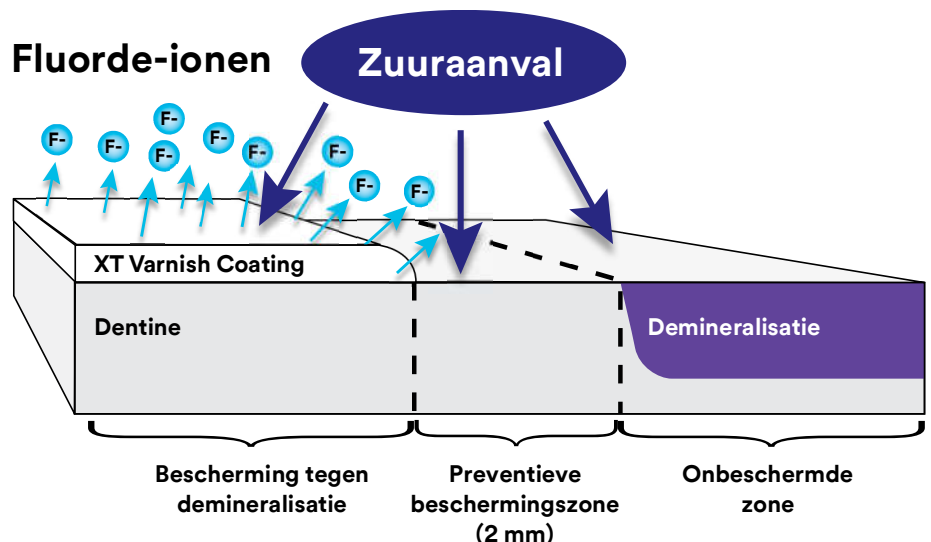 Fluorde-ionen
Zuuraanval
F-
F-
F-
F-
F-
F-
F-
F-
F-
XT Varnish Coating
Dentine
Demineralisatie
Bescherming tegen
demineralisatie
Preventieve
beschermingszone
(2 mm)
Onbeschermde
zone